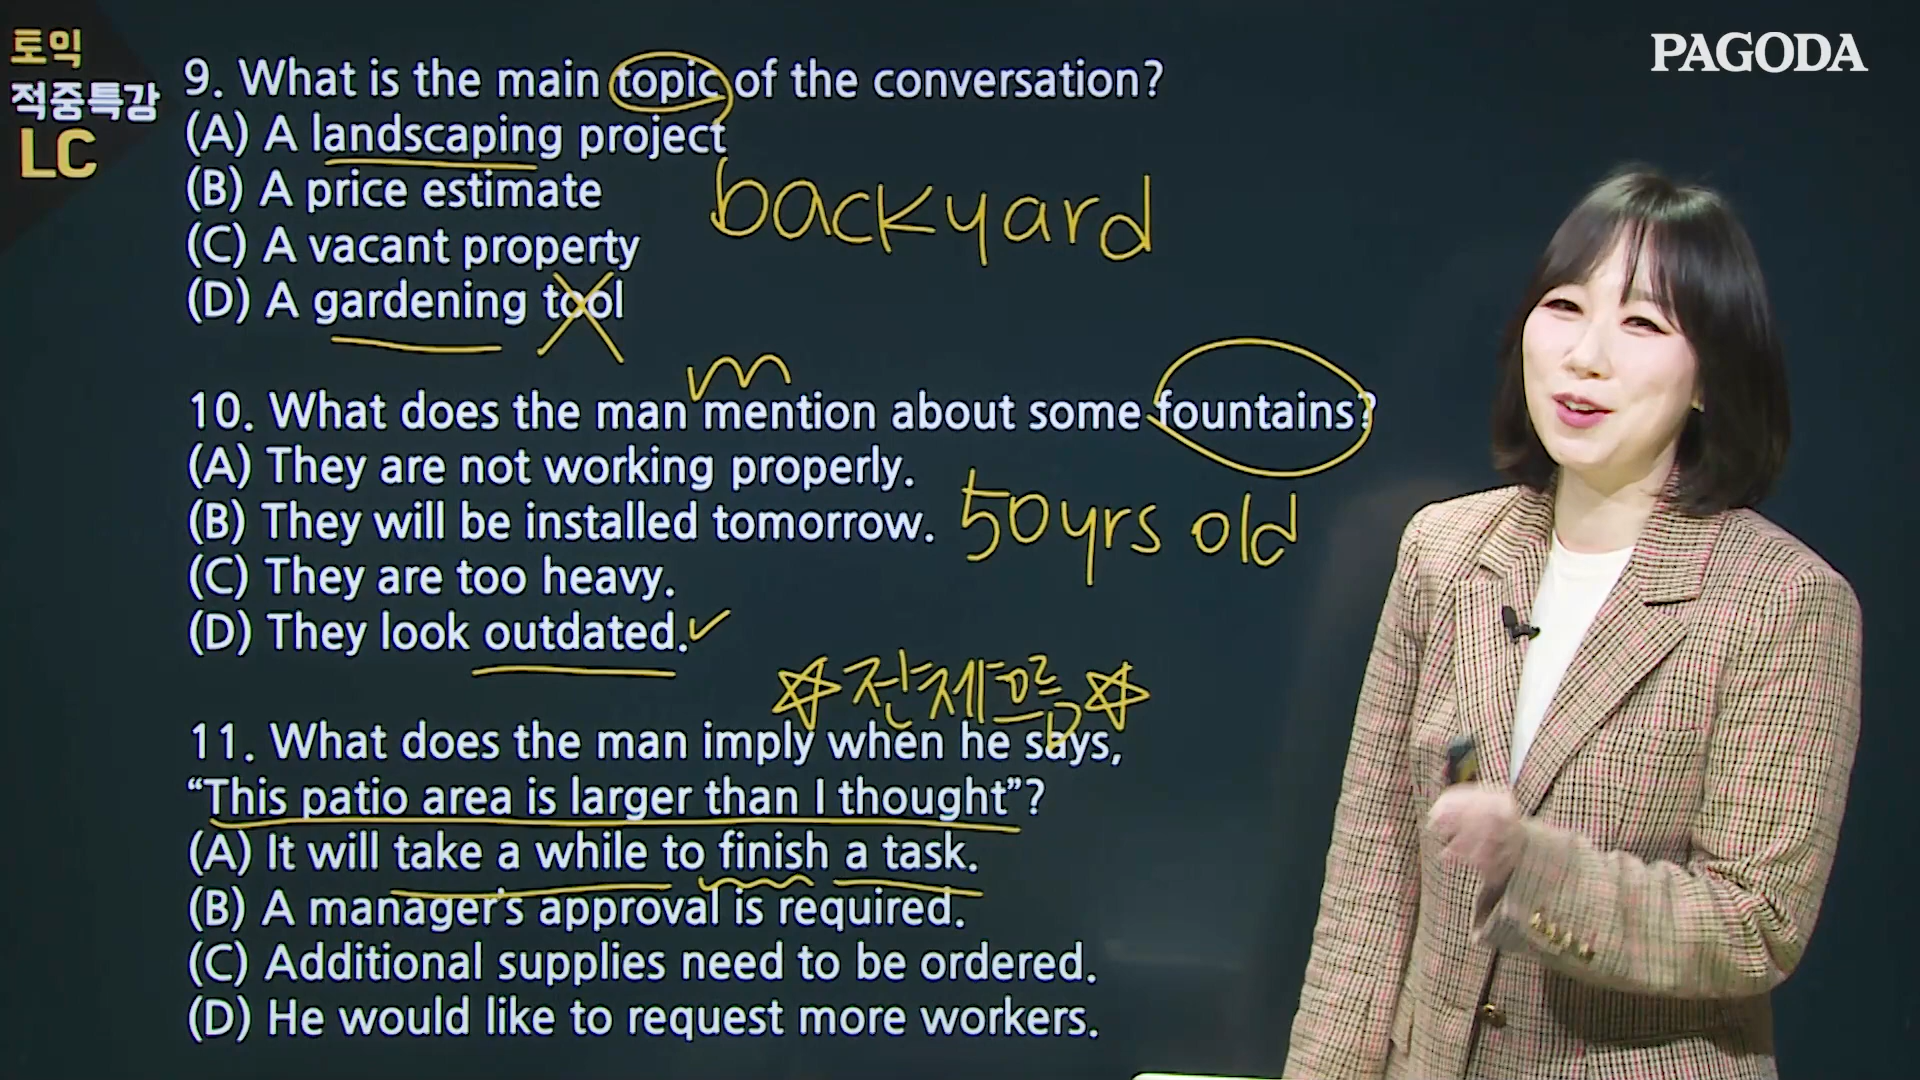 토익
적중특강
LC
PAGODA
9. What is the main topic of the conversation?
(A) A landscaping project
(B) A price estimate
(C) A vacant property
(D) A gardening tool
backyard
10. What does the man mention about some fountains?
(A) They are not working properly.
(B) They will be installed tomorrow.
(C) They are too heavy.
(D) They look outdated.
50yrs old
11. What does the man imply when he says,
“This patio area is larger than I thought”?
(A) It will take a while to finish a task.
(B) A manager's approval is required.
(C) Additional supplies need to be ordered.
(D) He would like to request more workers.